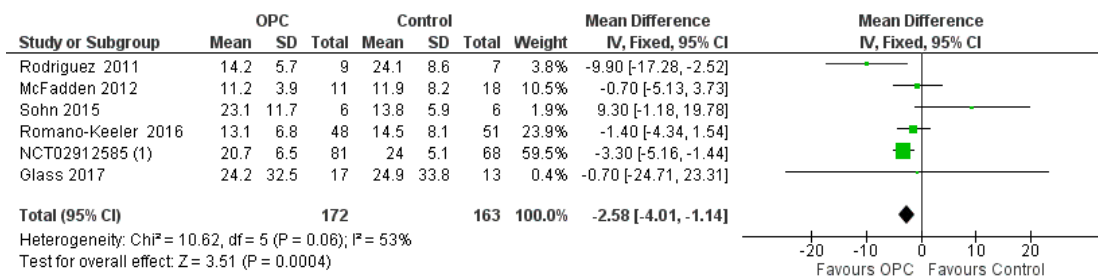 OPC Control Mean Difference Mean Difference
Study or Subgroup Mean SD Total Mean SD Total Weight IV, Fixed, 95% CI IV, Fixed, 95% CI
Rodriguez 2011 14.2 5.7 9 24.1 8.6 7 3.8% -9.90 [-17.28, -2.52]
McFadden 2012 11.2 3.9 11 11.9 8.2 18 10.5% -0.70 [-5.13, 3.73]
Sohn 2015 23.1 11.7 6 13.8 5.9 6 1.9% 9.30 [-1.18, 19.78]
Romano-Keeler 2016 13.1 6.8 48 14.5 8.1 51 23.9% -1.40 [-4.34, 1.54]
NCT02912585 (1) 20.7 6.5 81 24 5.1 68 59.5% -3.30 [-5.16, -1.44]
Glass 2017 24.2 32.5 17 24.9 33.8 13 0.4% -0.70 [-24.71, 23.31]
Total (95% CI) 172 163 100.0% -2.58 [-4.01, -1.14]
Heterogeneity: Chi² = 10.62, df = 5 (P = 0.06); I² = 53%
Test for overall effect: Z = 3.51 (P = 0.0004)
-20 -10 0 10 20
Favours OPC Favours Control